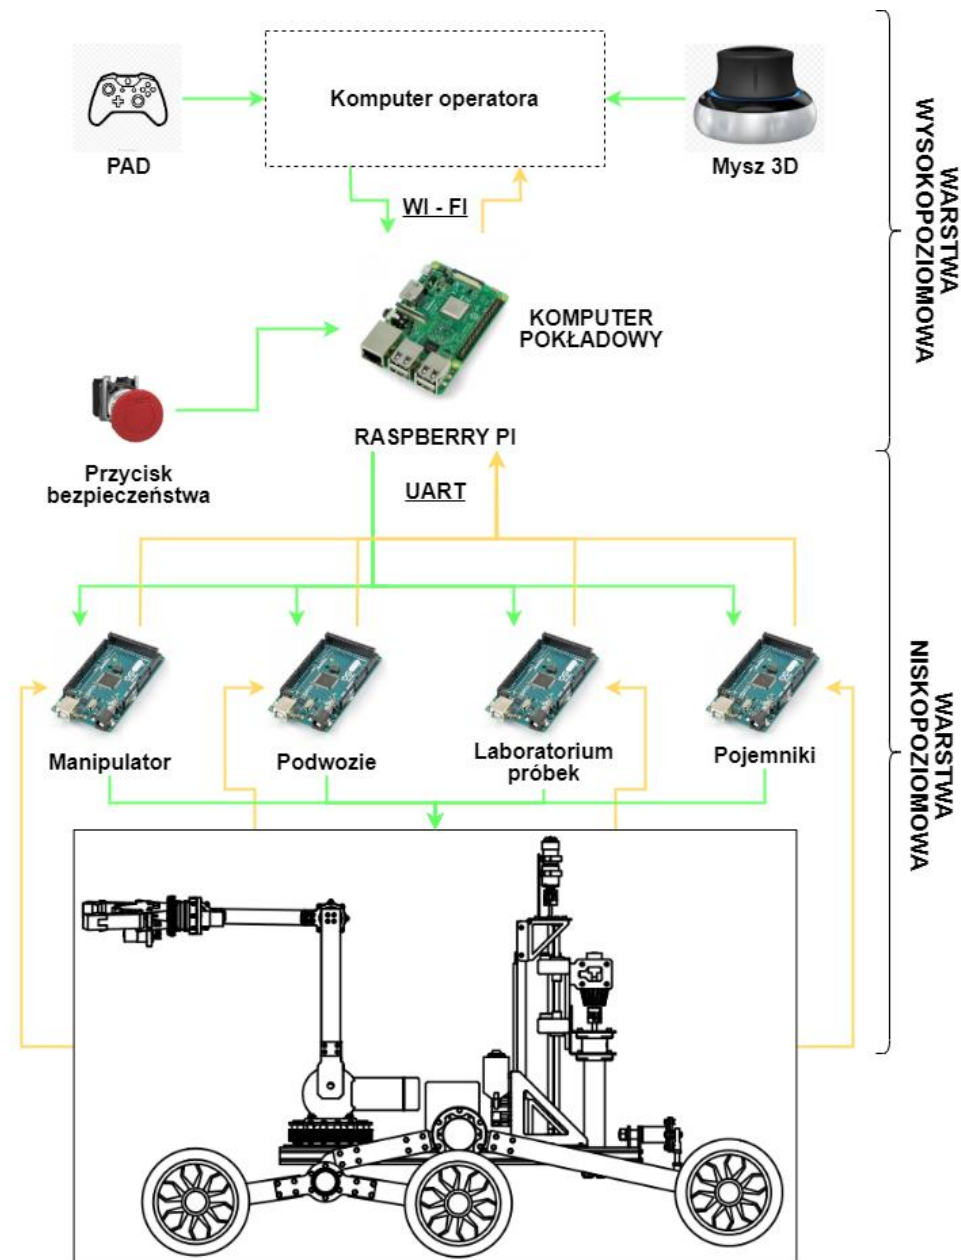 Komputer operatora
PAD
Mysz 3D
WI - FI
KOMPUTER
POKŁADOWY
RASPBERRY PI
Przycisk
bezpieczeństwa
UART
Manipulator
Podwozie
Laboratorium
próbek
Pojemniki
WARSTWA
WYSOKOPOZIOMOWA
WARSTWA
NISKOPOZIOMOWA